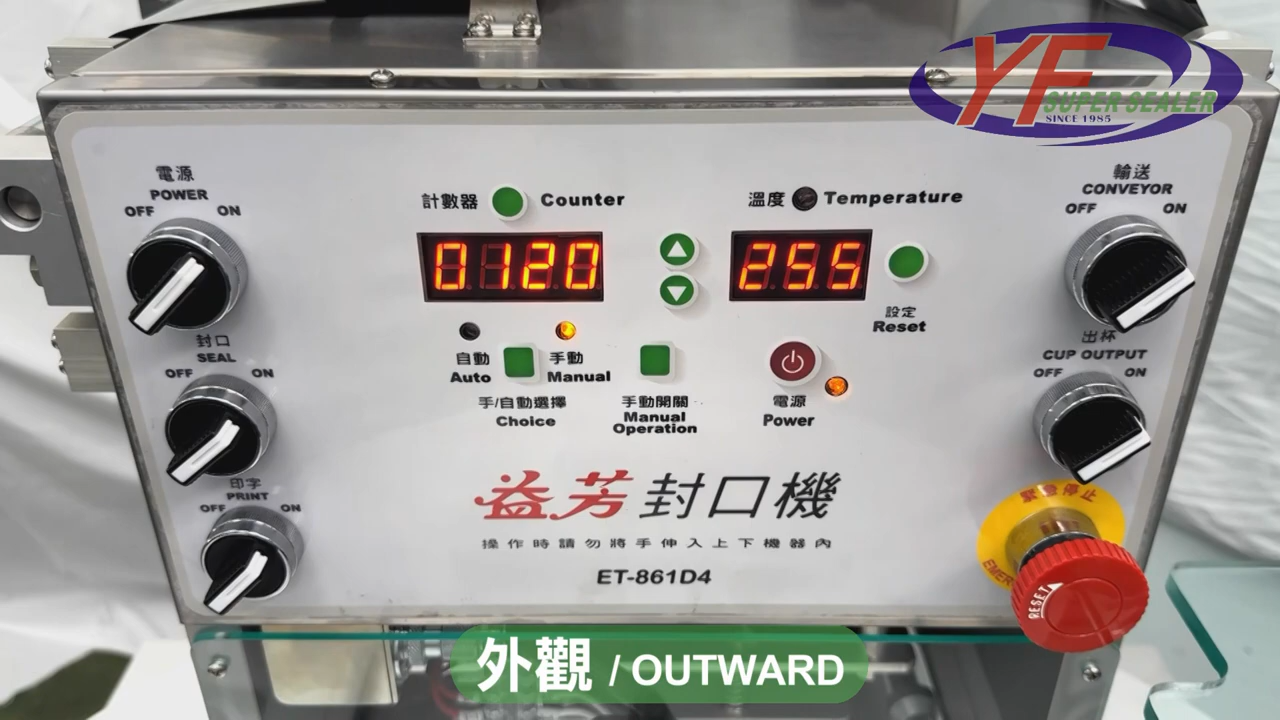 YF
SUPER SEALER
SINCE 1985
電源
POWER
OFF ON
計數器 Counter
0120
溫度 Temperature
255
設定
Reset
輸送
CONVEYOR
OFF ON
自動 手動
Auto Manual
手/自動選擇
Choice
手動開關
Manual
Operation
電源
Power
封口
SEAL
OFF ON
出杯
CUP OUTPUT
OFF ON
印字
PRINT
OFF ON
益芳封口機
操作時請勿將手伸入上下機器內
ET-861D4
緊急停止
EMER
RESET
外觀 / OUTWARD